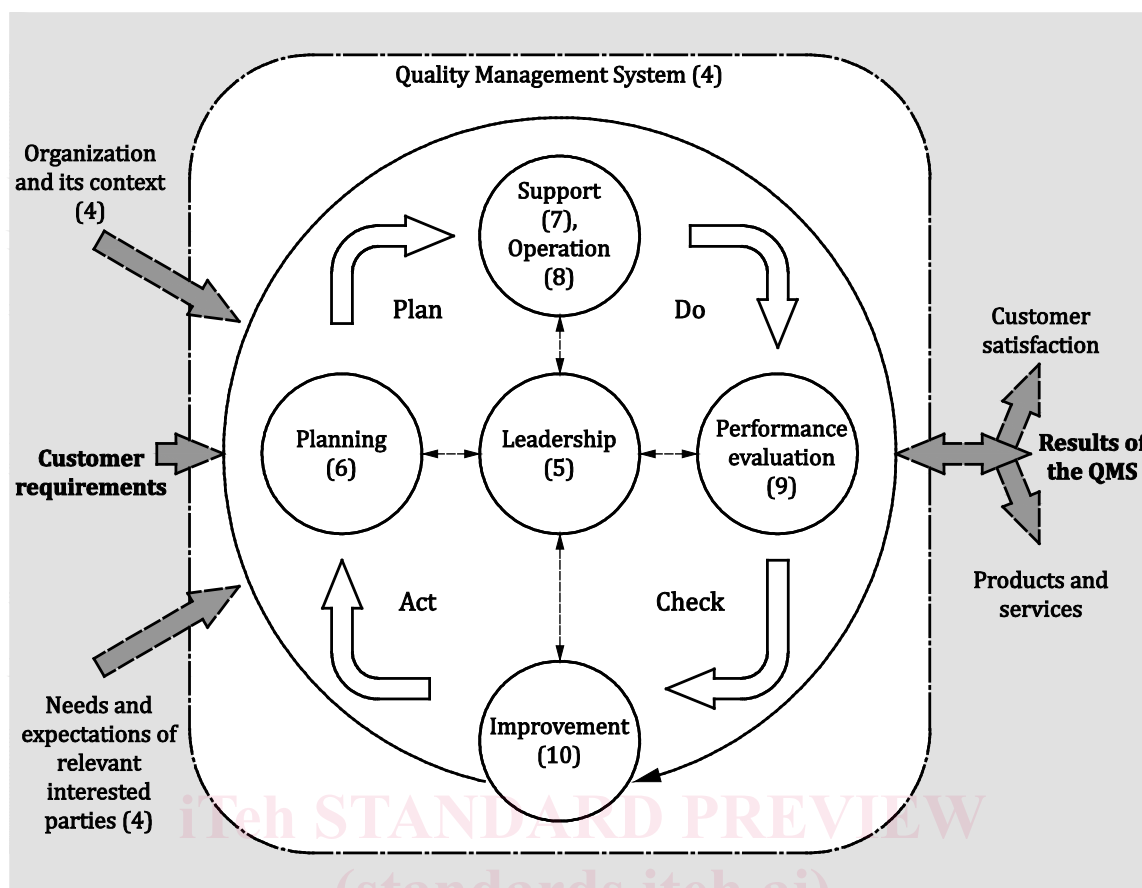 Quality Management System (4)
Organization
and its context
(4)
Support
(7),
Operation
(8)
Plan
Do
Customer
satisfaction
Planning
(6)
Leadership
(5)
Performance
evaluation
(9)
Customer
requirements
Results of
the QMS
Act
Check
Products and
services
Needs and
expectations of
relevant
interested
parties (4)
Improvement
(10)
iTeh STANDARD PREVIEW
(standards.iteh.ai)